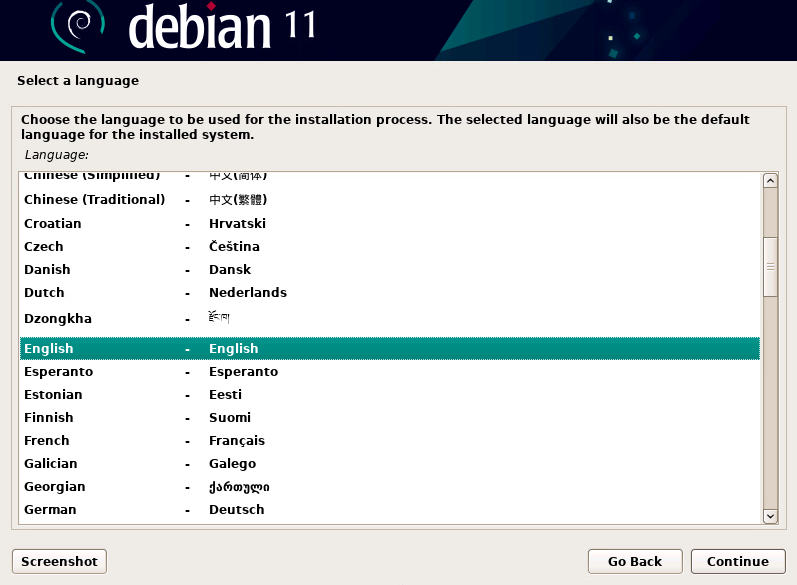 debian 11
Select a language
Choose the language to be used for the installation process. The selected language will also be the default
language for the installed system.
Language:
Chinese (Simplified) - 中文(简体)
Chinese (Traditional) - 中文(繁體)
Croatian - Hrvatski
Czech - Čeština
Danish - Dansk
Dutch - Nederlands
Dzongkha - རྫོང་ཁ།
English - English
Esperanto - Esperanto
Estonian - Eesti
Finnish - Suomi
French - Français
Galician - Galego
Georgian - ქართული
German - Deutsch
Screenshot Go Back Continue